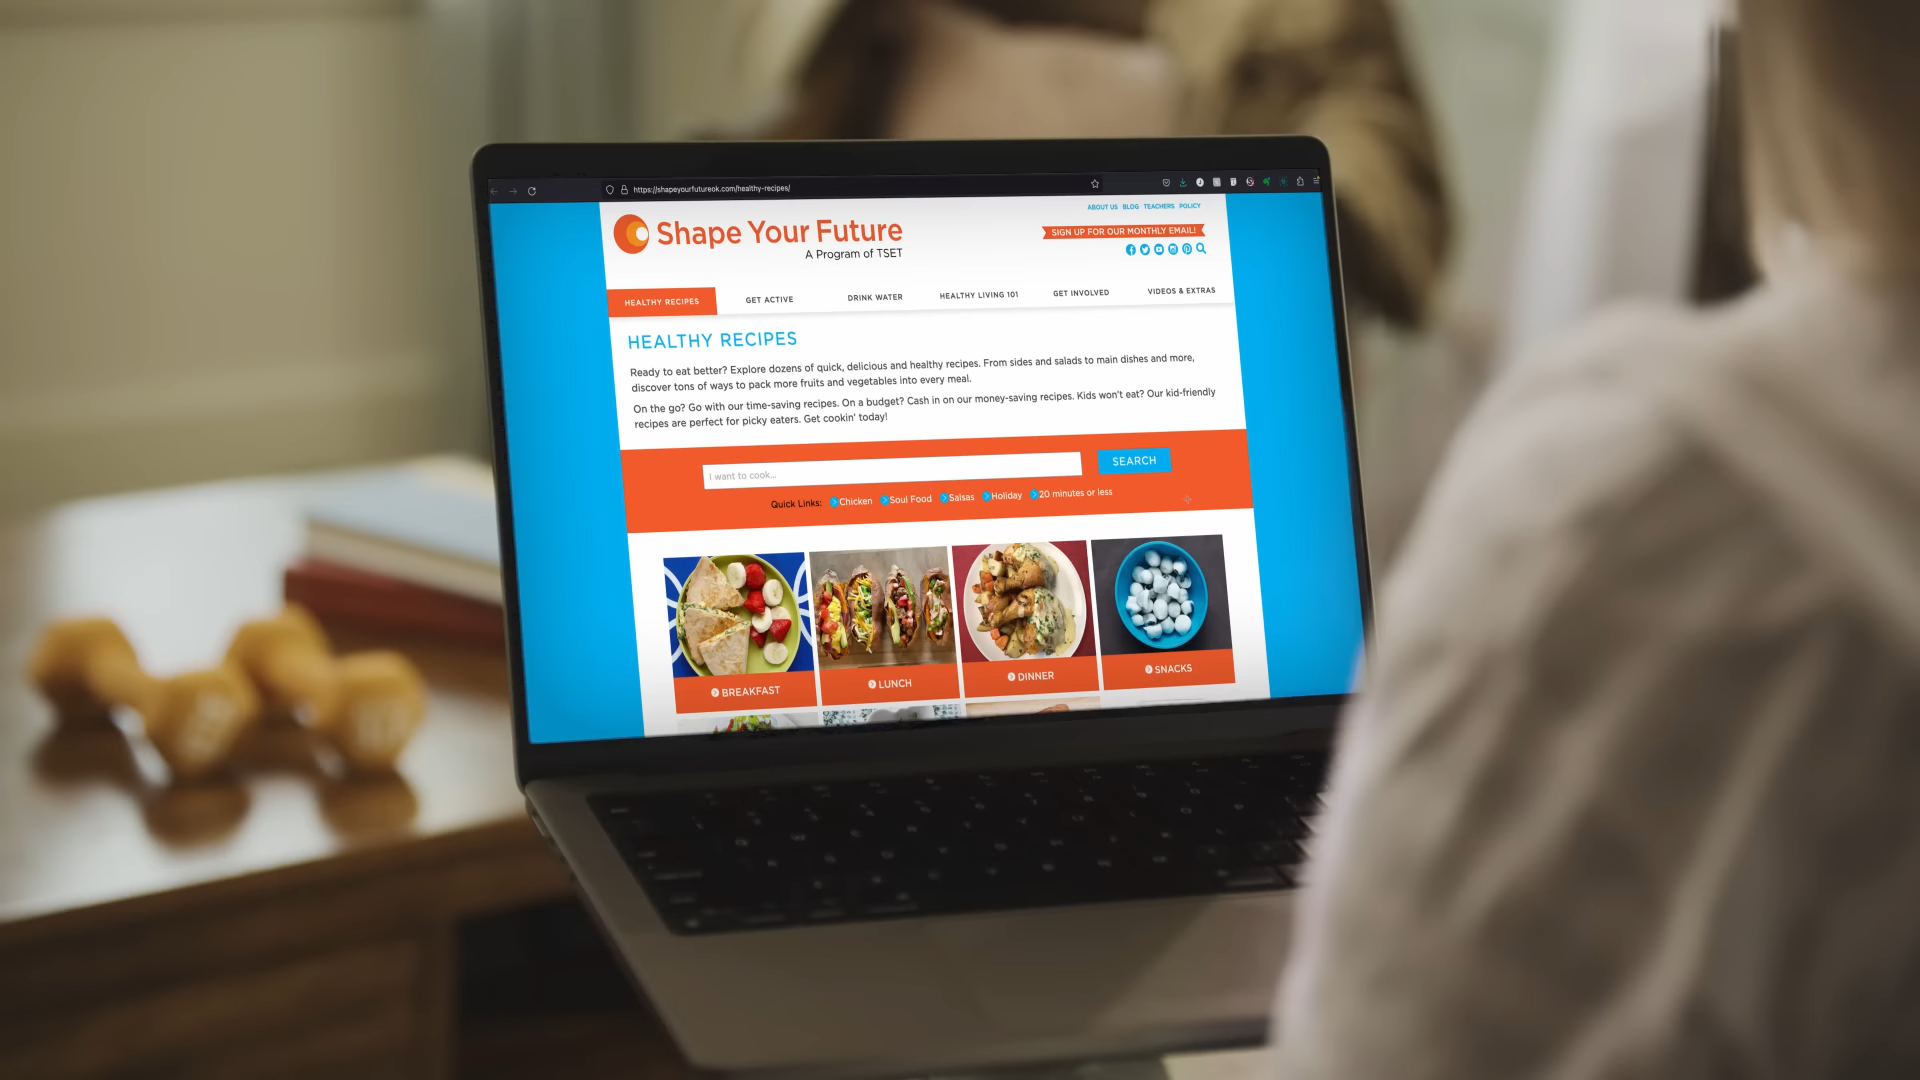 https://shapeyourfutureok.com/healthy-recipes/
ABOUT US BLOG TEACHERS POLICY
Shape Your Future
A Program of TSET
SIGN UP FOR OUR MONTHLY EMAIL!
HEALTHY RECIPES GET ACTIVE DRINK WATER HEALTHY LIVING 101 GET INVOLVED VIDEOS & EXTRAS
HEALTHY RECIPES
Ready to eat better? Explore dozens of quick, delicious and healthy recipes. From sides and salads to main dishes and more,
discover tons of ways to pack more fruits and vegetables into every meal.
On the go? Go with our time-saving recipes. On a budget? Cash in on our money-saving recipes. Kids won't eat? Our kid-friendly
recipes are perfect for picky eaters. Get cookin' today!
I want to cook... SEARCH
Quick Links: Chicken Soul Food Salsas Holiday 20 minutes or less
BREAKFAST LUNCH DINNER SNACKS